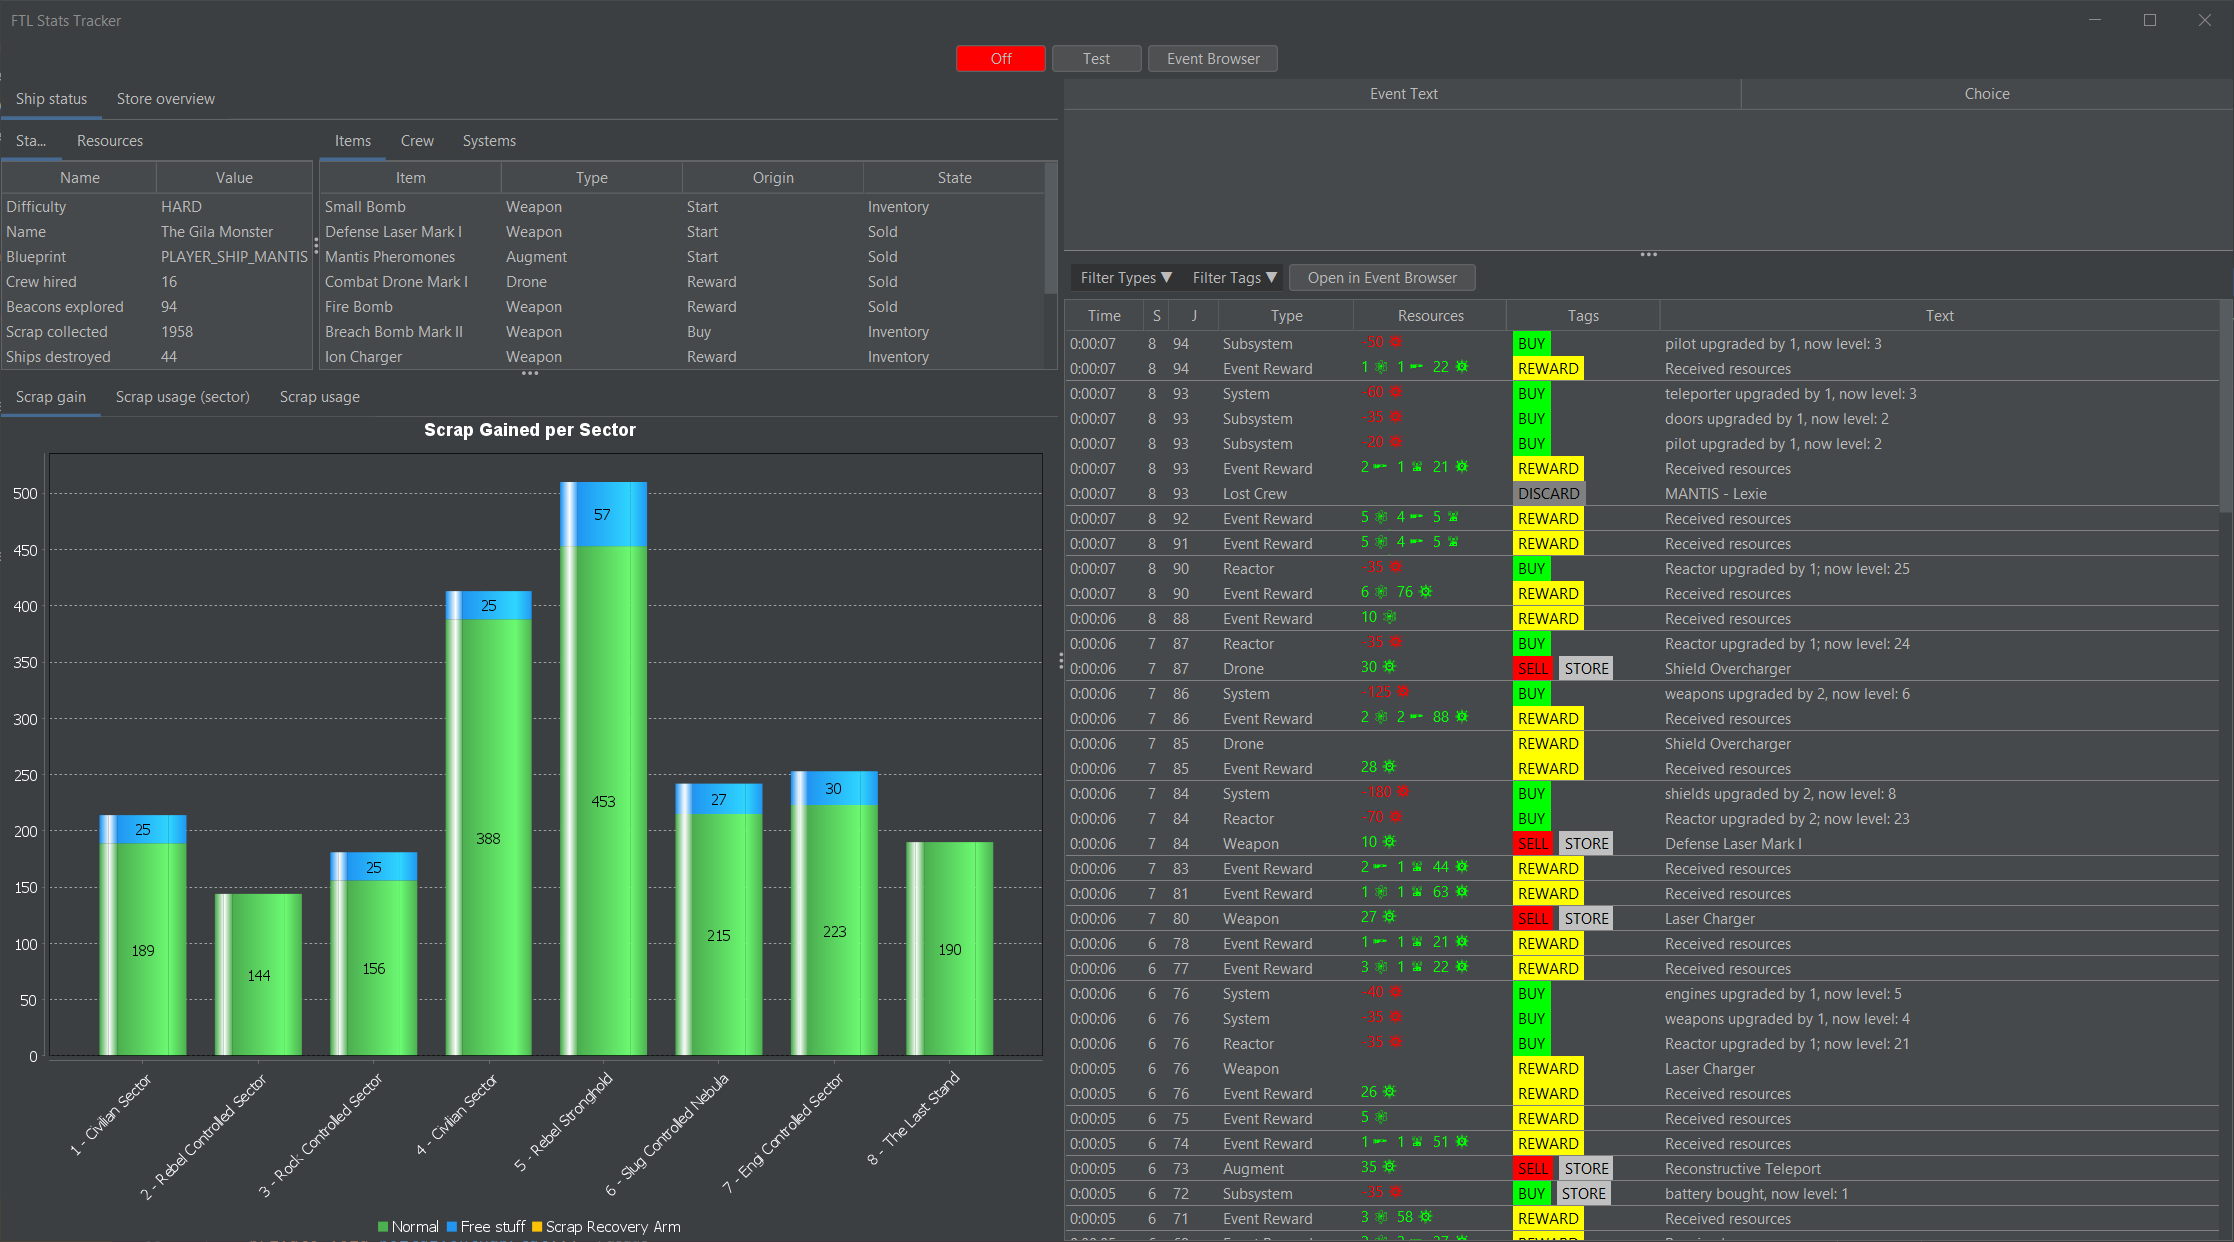 FTL Stats Tracker
Off Test Event Browser
Ship status Store overview
Sta... Resources
Name Value
Difficulty HARD
Name The Gila Monster
Blueprint PLAYER_SHIP_MANTIS
Crew hired 16
Beacons explored 94
Scrap collected 1958
Ships destroyed 44
Items Crew Systems
Item Type Origin State
Small Bomb Weapon Start Inventory
Defense Laser Mark I Weapon Start Sold
Mantis Pheromones Augment Start Sold
Combat Drone Mark I Drone Reward Sold
Fire Bomb Weapon Reward Sold
Breach Bomb Mark II Weapon Buy Inventory
Ion Charger Weapon Reward Inventory
Scrap gain Scrap usage (sector) Scrap usage
Scrap Gained per Sector
500
450
400
350
300
250
200
150
100
50
0
25
189
144
25
156
25
388
57
453
27
215
30
223
190
1 - Civilian Sector
2 - Rebel Controlled Sector
3 - Rock Controlled Sector
4 - Civilian Sector
5 - Rebel Stronghold
6 - Slug Controlled Nebula
7 - Engi Controlled Sector
8 - The Last Stand
Normal Free stuff Scrap Recovery Arm
Event Text Choice
Filter Types ▼ Filter Tags ▼ Open in Event Browser
Time S J Type Resources Tags Text
0:00:07 8 94 Subsystem -50 BUY pilot upgraded by 1, now level: 3
0:00:07 8 94 Event Reward 1 1 22 REWARD Received resources
0:00:07 8 93 System -60 BUY teleporter upgraded by 1, now level: 3
0:00:07 8 93 Subsystem -35 BUY doors upgraded by 1, now level: 2
0:00:07 8 93 Subsystem -20 BUY pilot upgraded by 1, now level: 2
0:00:07 8 93 Event Reward 2 1 21 REWARD Received resources
0:00:07 8 93 Lost Crew DISCARD MANTIS - Lexie
0:00:07 8 92 Event Reward 5 4 5 REWARD Received resources
0:00:07 8 91 Event Reward 5 4 5 REWARD Received resources
0:00:07 8 90 Reactor -35 BUY Reactor upgraded by 1; now level: 25
0:00:07 8 90 Event Reward 6 76 REWARD Received resources
0:00:06 8 88 Event Reward 10 REWARD Received resources
0:00:06 7 87 Reactor -35 BUY Reactor upgraded by 1; now level: 24
0:00:06 7 87 Drone 30 SELL STORE Shield Overcharger
0:00:06 7 86 System -125 BUY weapons upgraded by 2, now level: 6
0:00:06 7 86 Event Reward 2 2 88 REWARD Received resources
0:00:06 7 85 Drone REWARD Shield Overcharger
0:00:06 7 85 Event Reward 28 REWARD Received resources
0:00:06 7 84 System -180 BUY shields upgraded by 2, now level: 8
0:00:06 7 84 Reactor -70 BUY Reactor upgraded by 2; now level: 23
0:00:06 7 84 Weapon 10 SELL STORE Defense Laser Mark I
0:00:06 7 83 Event Reward 2 1 44 REWARD Received resources
0:00:06 7 81 Event Reward 1 1 63 REWARD Received resources
0:00:06 7 80 Weapon 27 SELL STORE Laser Charger
0:00:06 6 78 Event Reward 1 1 21 REWARD Received resources
0:00:06 6 77 Event Reward 3 1 22 REWARD Received resources
0:00:06 6 76 System -40 BUY engines upgraded by 1, now level: 5
0:00:06 6 76 System -35 BUY weapons upgraded by 1, now level: 4
0:00:06 6 76 Reactor -35 BUY Reactor upgraded by 1; now level: 21
0:00:05 6 76 Weapon REWARD Laser Charger
0:00:05 6 76 Event Reward 26 REWARD Received resources
0:00:05 6 75 Event Reward 5 REWARD Received resources
0:00:05 6 74 Event Reward 1 1 51 REWARD Received resources
0:00:05 6 73 Augment 35 SELL STORE Reconstructive Teleport
0:00:05 6 72 Subsystem -35 BUY STORE battery bought, now level: 1
0:00:05 6 71 Event Reward 3 58 REWARD Received resources